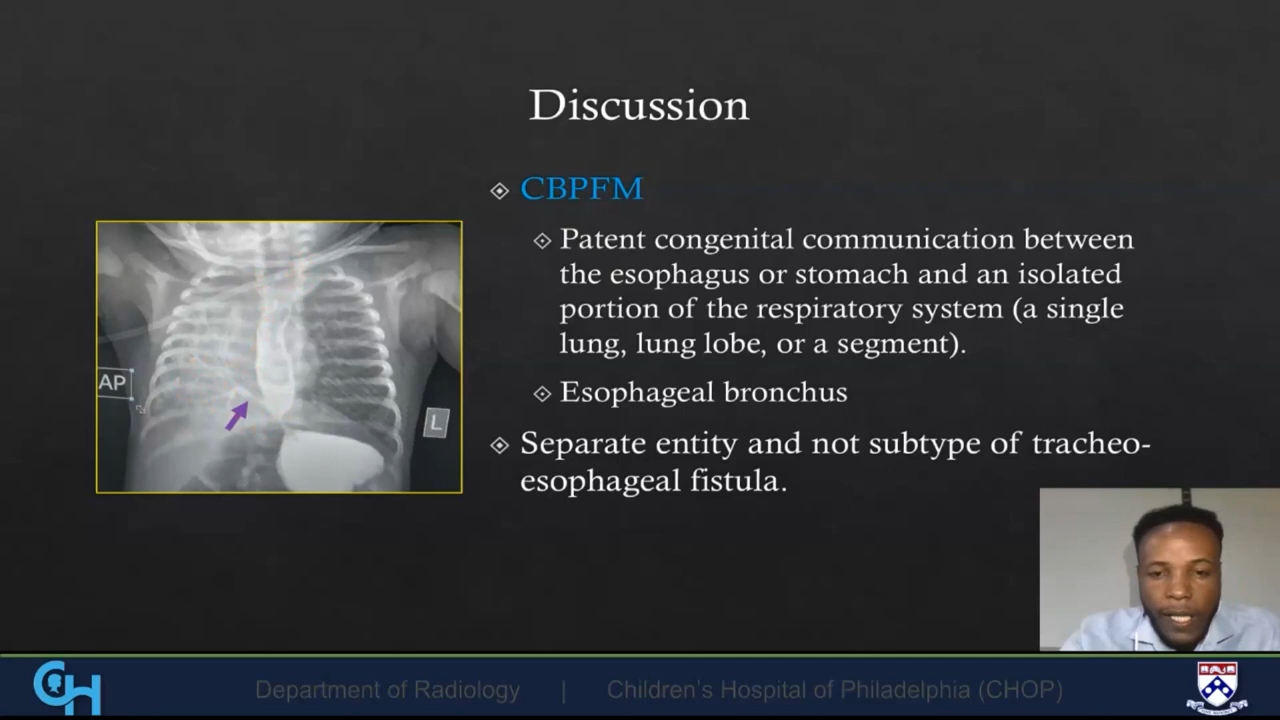 Discussion
CBPFM
Patent congenital communication between
the esophagus or stomach and an isolated
portion of the respiratory system (a single
lung, lung lobe, or a segment).
Esophageal bronchus
Separate entity and not subtype of tracheo-
esophageal fistula.
AP
L
CH
Department of Radiology | Children's Hospital of Philadelphia (CHOP)